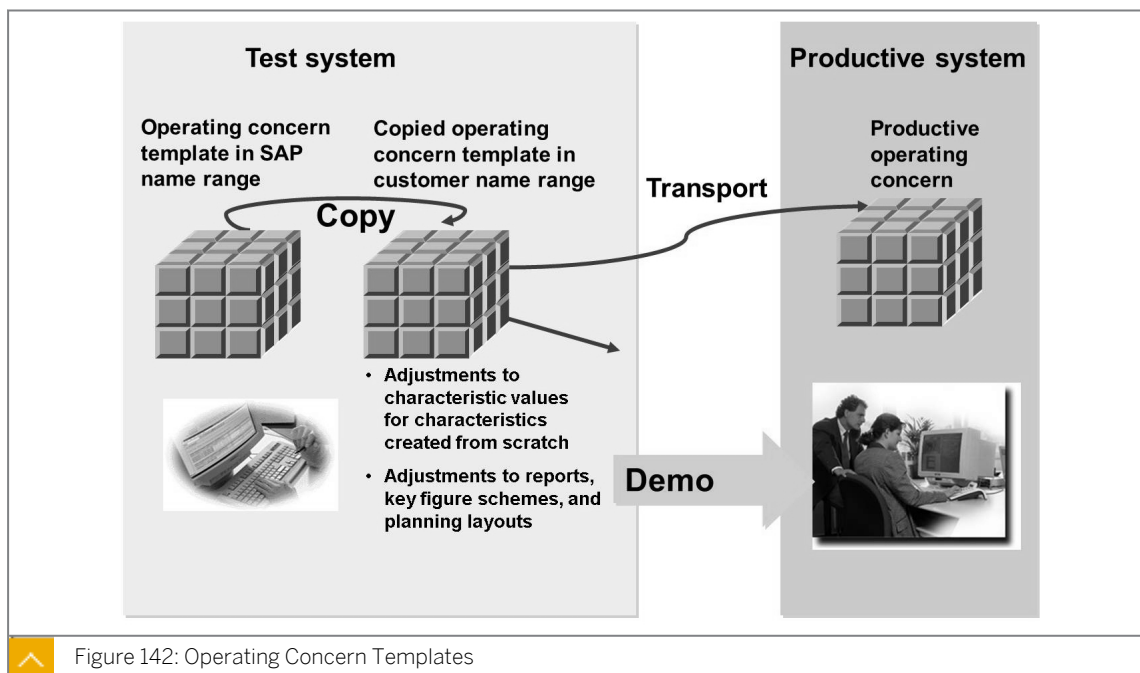 Test system
Productive system
Operating concern
template in SAP
name range
Copied operating
concern template in
customer name range
Productive
operating
concern
Transport
Copy
• Adjustments to
characteristic values
for characteristics
created from scratch
• Adjustments to reports,
key figure schemes, and
planning layouts
Demo
Figure 142: Operating Concern Templates